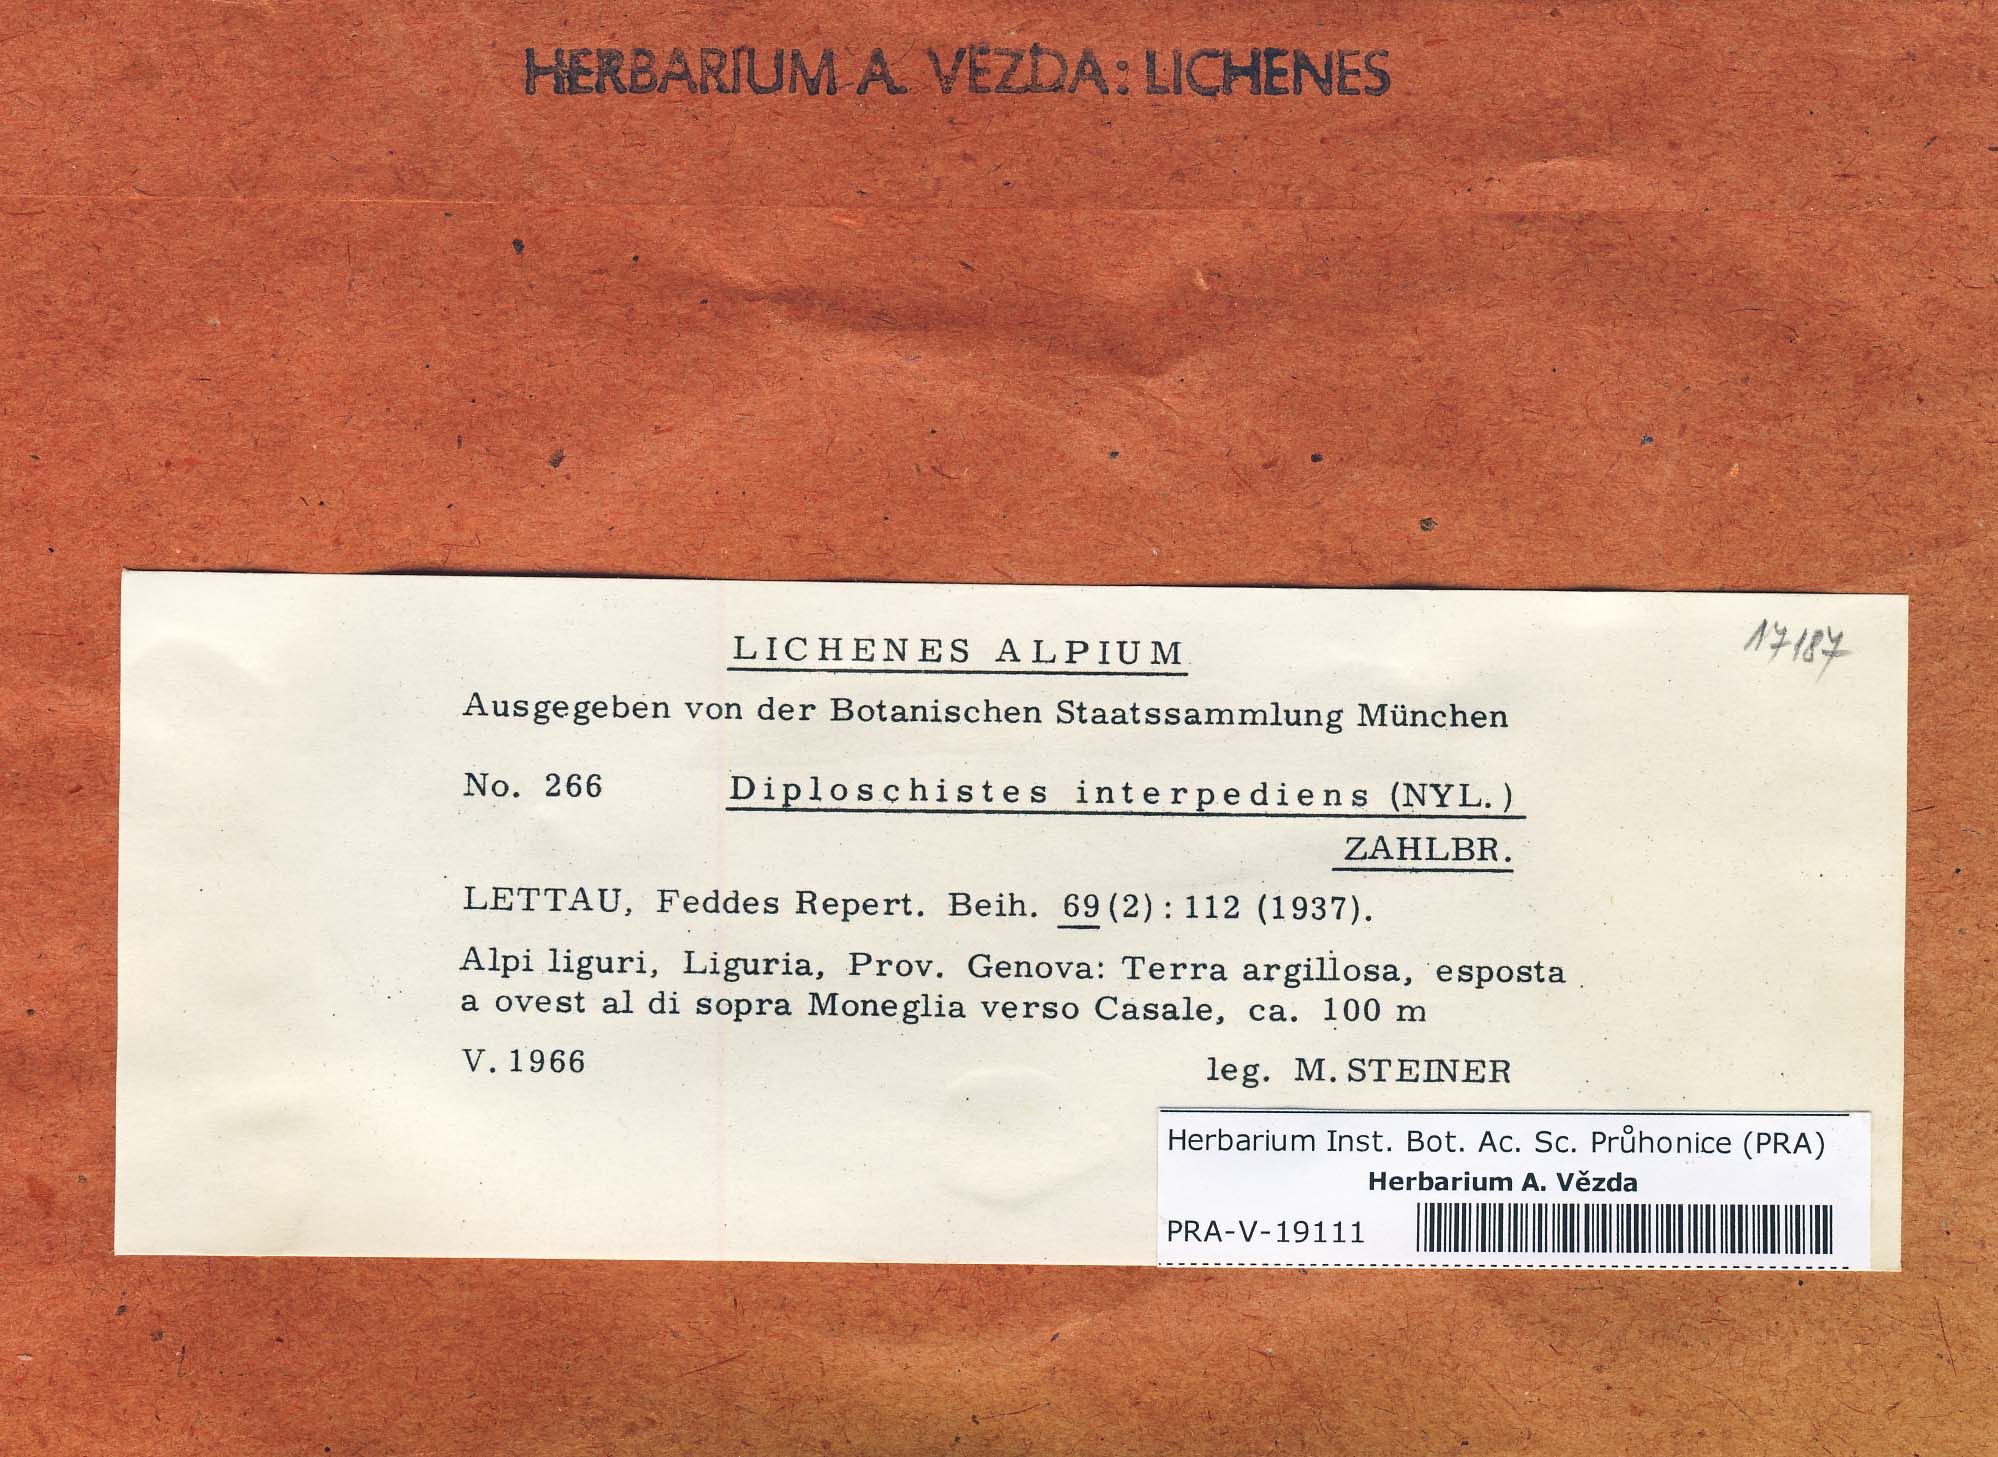 HERBARIUM A. VĚZDA: LICHENES
17187
LICHENES ALPIUM
Ausgegeben von der Botanischen Staatssammlung München
No. 266 Diploschistes interpediens (NYL.)
ZAHLBR.
LETTAU, Feddes Repert. Beih. 69(2): 112 (1937).
Alpi liguri, Liguria, Prov. Genova: Terra argillosa, esposta
a ovest al di sopra Moneglia verso Casale, ca. 100 m
V. 1966 leg. M. STEINER
Herbarium Inst. Bot. Ac. Sc. Průhonice (PRA)
Herbarium A. Vězda
PRA-V-19111